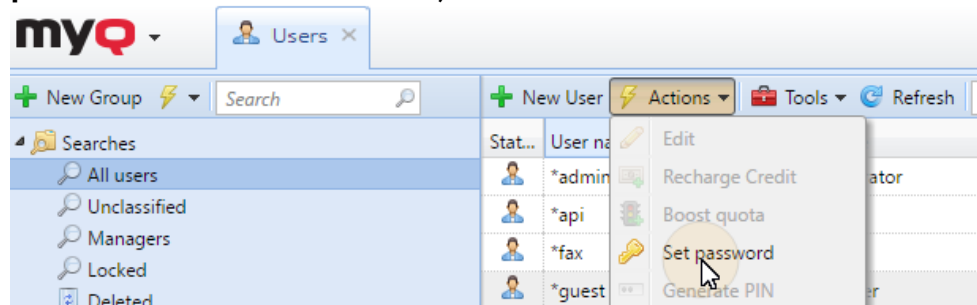 myQ
Users
New Group
Search
New User
Actions
Tools
Refresh
Searches
All users
Unclassified
Managers
Locked
Deleted
Stat...
User na
*admin
ator
*api
*fax
*guest
er
Edit
Recharge Credit
Boost quota
Set password
Generate PIN